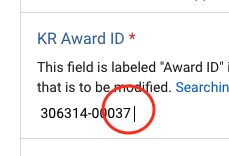 KR Award ID *
This field is labeled "Award ID" i
that is to be modified. Searchin
306314-00037